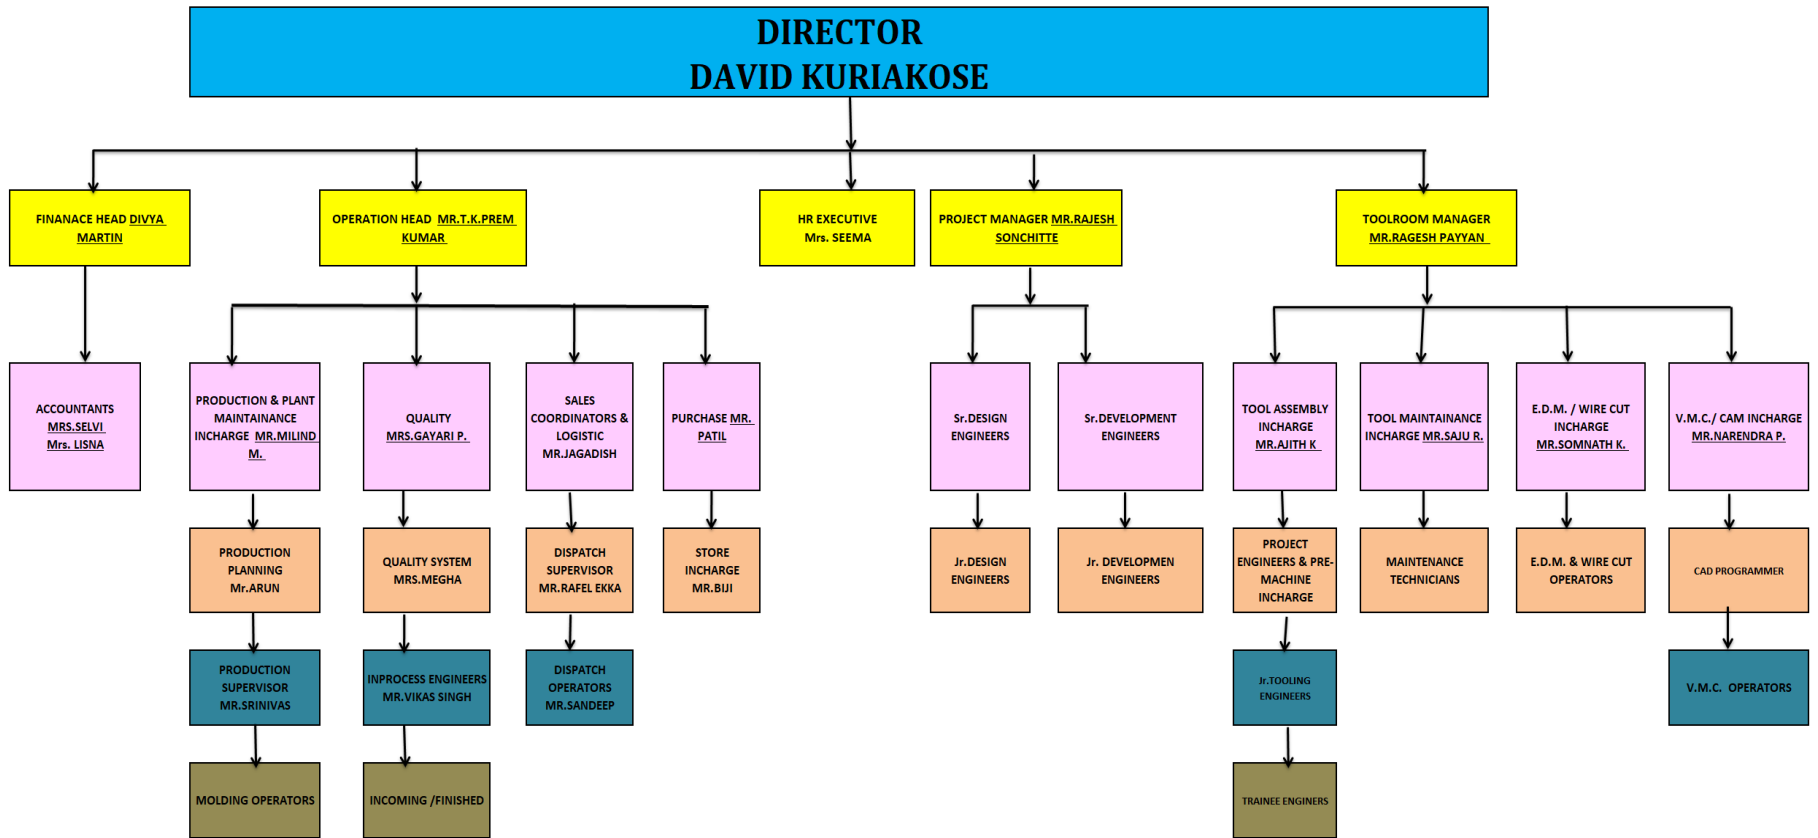 DIRECTOR
DAVID KURIAKOSE
FINANACE HEAD DIVYA
MARTIN
OPERATION HEAD MR.T.K.PREM
KUMAR
HR EXECUTIVE
Mrs. SEEMA
PROJECT MANAGER MR.RAJESH
SONCHITTE
TOOLROOM MANAGER
MR.RAGESH PAYYAN
ACCOUNTANTS
MRS.SELVI
Mrs. LISNA
PRODUCTION & PLANT
MAINTAINANCE
INCHARGE MR.MILIND
M.
QUALITY
MRS.GAYARI P.
SALES
COORDINATORS &
LOGISTIC
MR.JAGADISH
PURCHASE MR.
PATIL
Sr.DESIGN
ENGINEERS
Sr.DEVELOPMENT
ENGINEERS
TOOL ASSEMBLY
INCHARGE
MR.AJITH K
TOOL MAINTAINANCE
INCHARGE MR.SAJU R.
E.D.M. / WIRE CUT
INCHARGE
MR.SOMNATH K.
V.M.C./ CAM INCHARGE
MR.NARENDRA P.
PRODUCTION
PLANNING
Mr.ARUN
QUALITY SYSTEM
MRS.MEGHA
DISPATCH
SUPERVISOR
MR.RAFEL EKKA
STORE
INCHARGE
MR.BIJI
Jr.DESIGN
ENGINEERS
Jr. DEVELOPMEN
ENGINEERS
PROJECT
ENGINEERS & PRE-
MACHINE
INCHARGE
MAINTENANCE
TECHNICIANS
E.D.M. & WIRE CUT
OPERATORS
CAD PROGRAMMER
PRODUCTION
SUPERVISOR
MR.SRINIVAS
INPROCESS ENGINEERS
MR.VIKAS SINGH
DISPATCH
OPERATORS
MR.SANDEEP
Jr.TOOLING
ENGINEERS
V.M.C. OPERATORS
MOLDING OPERATORS
INCOMING /FINISHED
TRAINEE ENGINERS